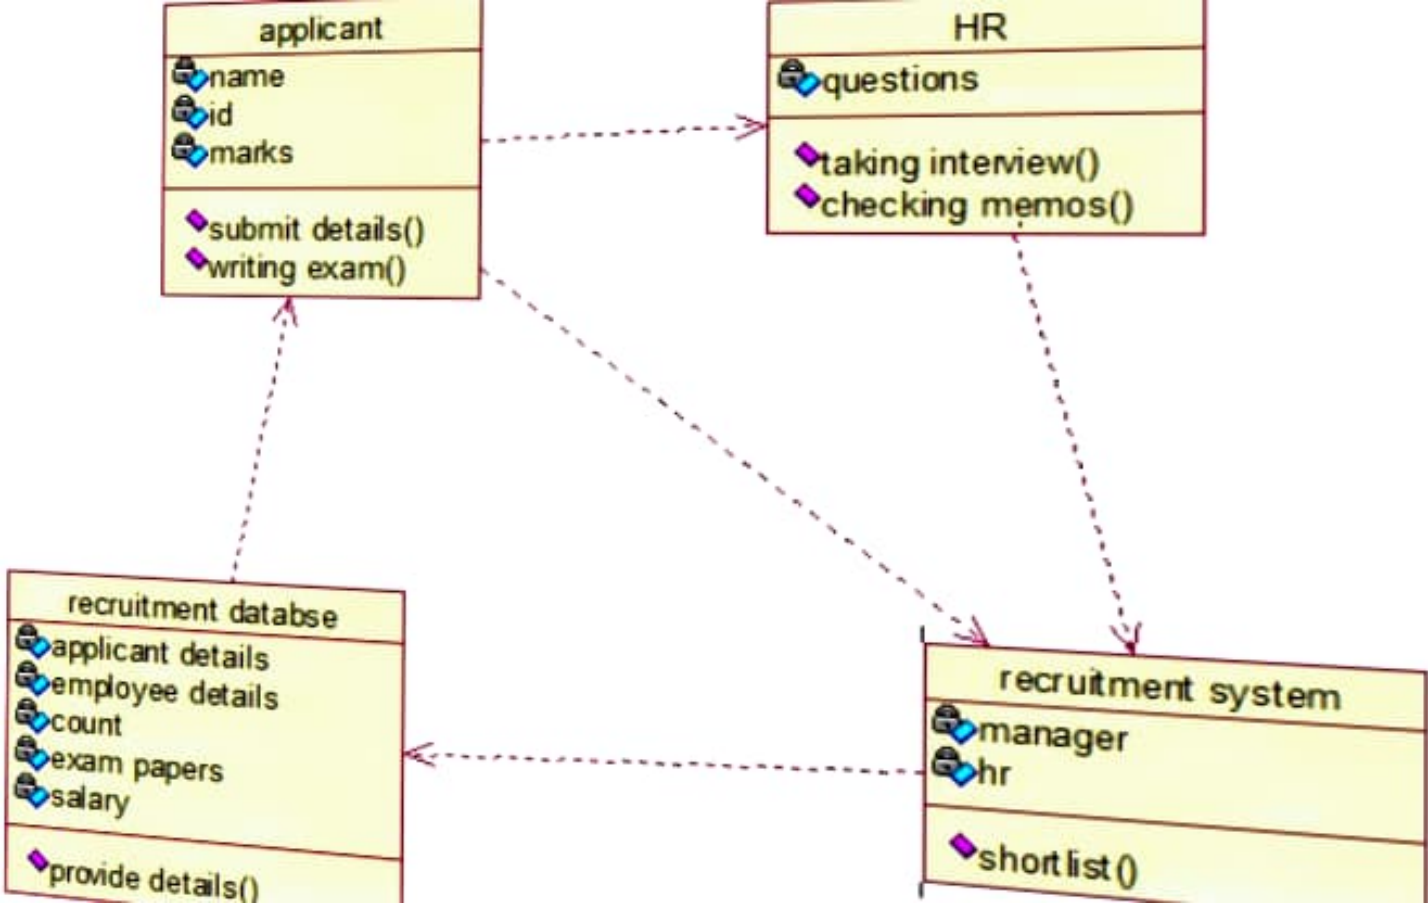 applicant
name
id
marks
submit details()
writing exam()
HR
questions
taking interview()
checking memos()
recruitment databse
applicant details
employee details
count
exam papers
salary
provide details()
recruitment system
manager
hr
shortlist()